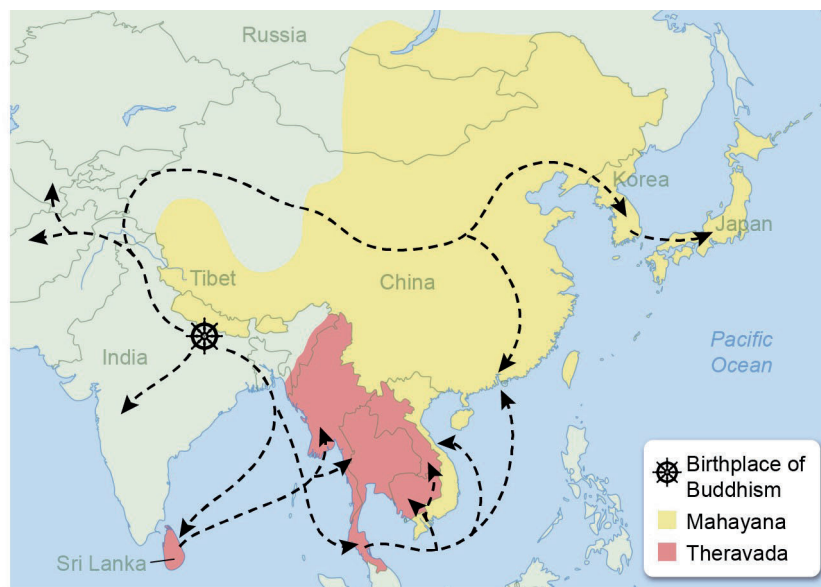 Russia
Korea
Japan
Tibet
China
India
Pacific
Ocean
Sri Lanka
Birthplace of
Buddhism
Mahayana
Theravada